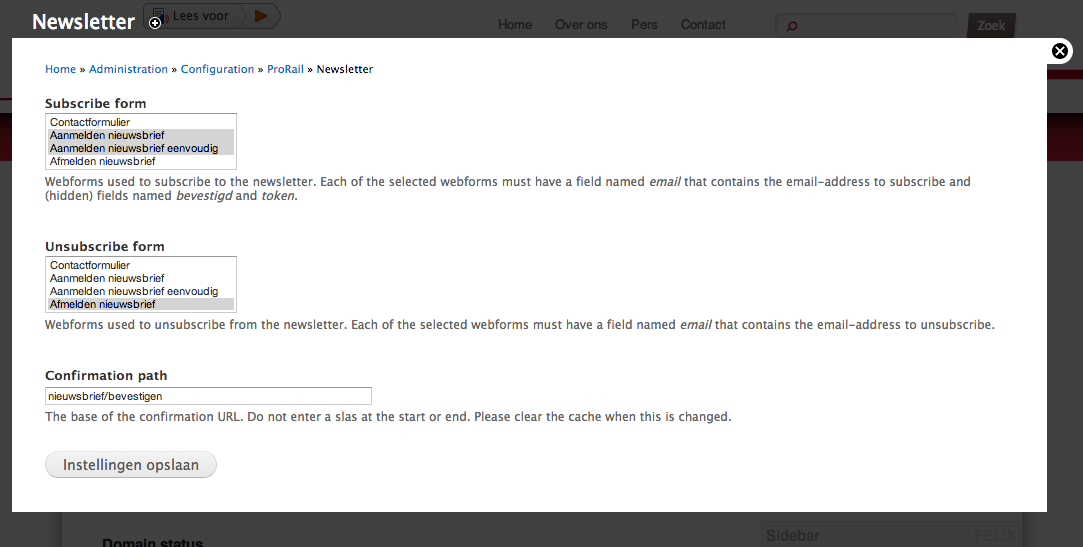 Newsletter
Lees voor
Home Over ons Pers Contact
Zoek
Home » Administration » Configuration » ProRail » Newsletter
Subscribe form
Contactformulier
Aanmelden nieuwsbrief
Aanmelden nieuwsbrief eenvoudig
Afmelden nieuwsbrief
Webforms used to subscribe to the newsletter. Each of the selected webforms must have a field named email that contains the email-address to subscribe and
(hidden) fields named bevestigd and token.
Unsubscribe form
Contactformulier
Aanmelden nieuwsbrief
Aanmelden nieuwsbrief eenvoudig
Afmelden nieuwsbrief
Webforms used to unsubscribe from the newsletter. Each of the selected webforms must have a field named email that contains the email-address to unsubscribe.
Confirmation path
nieuwsbrief/bevestigen
The base of the confirmation URL. Do not enter a slas at the start or end. Please clear the cache when this is changed.
Instellingen opslaan
Domain status
Sidebar FELIX